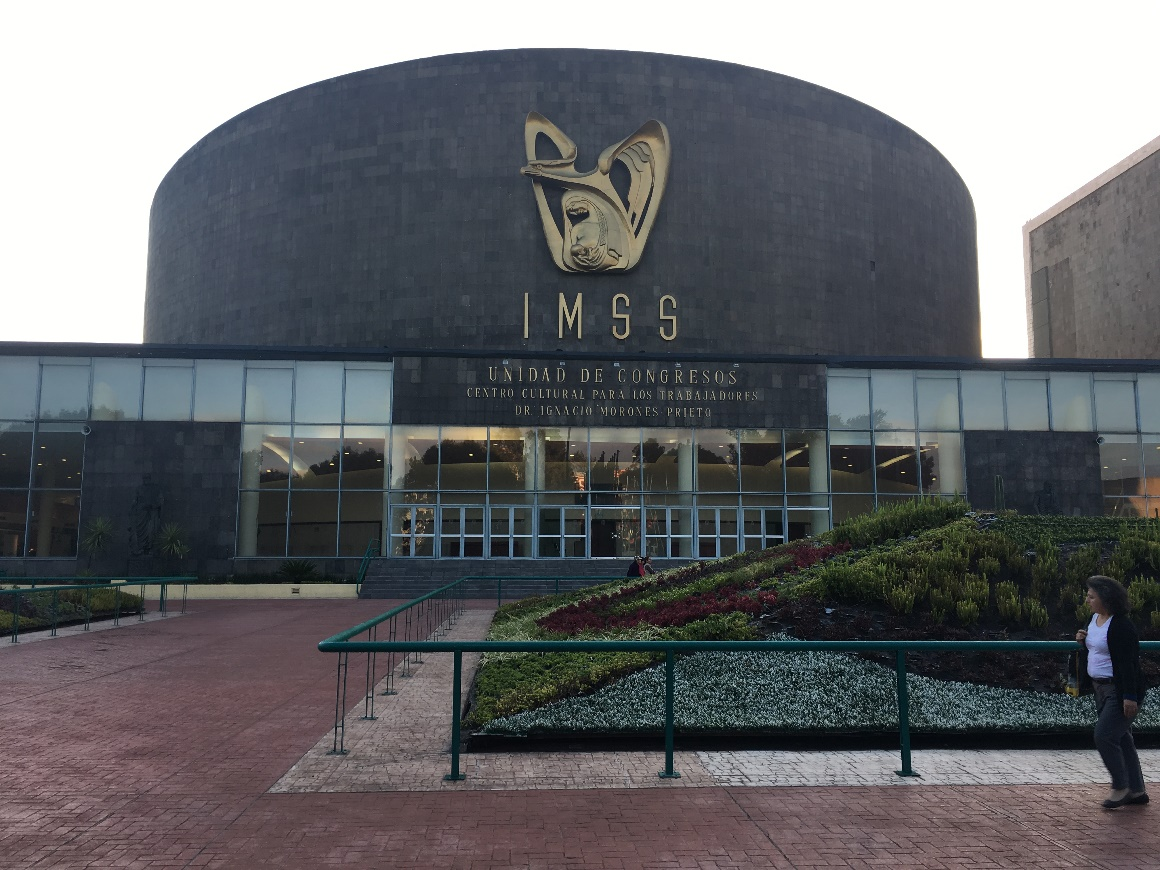 IMSS
UNIDAD DE CONGRESOS
CENTRO CULTURAL PARA LOS TRABAJADORES
DR. IGNACIO MORONES PRIETO